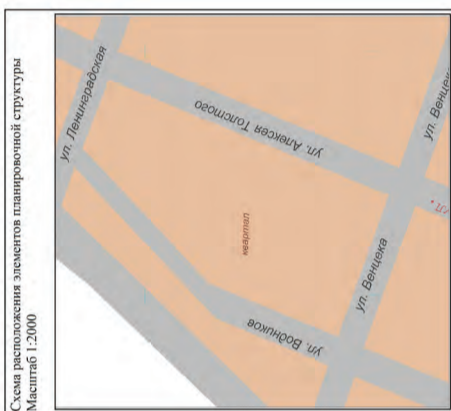 Схема расположения элементов планировочной структуры
Масштаб 1:2000
ул. Ленинградская
ул. Алексея Толстого
ул. Венцека
квартал
ул. Венцека
ул. Водников